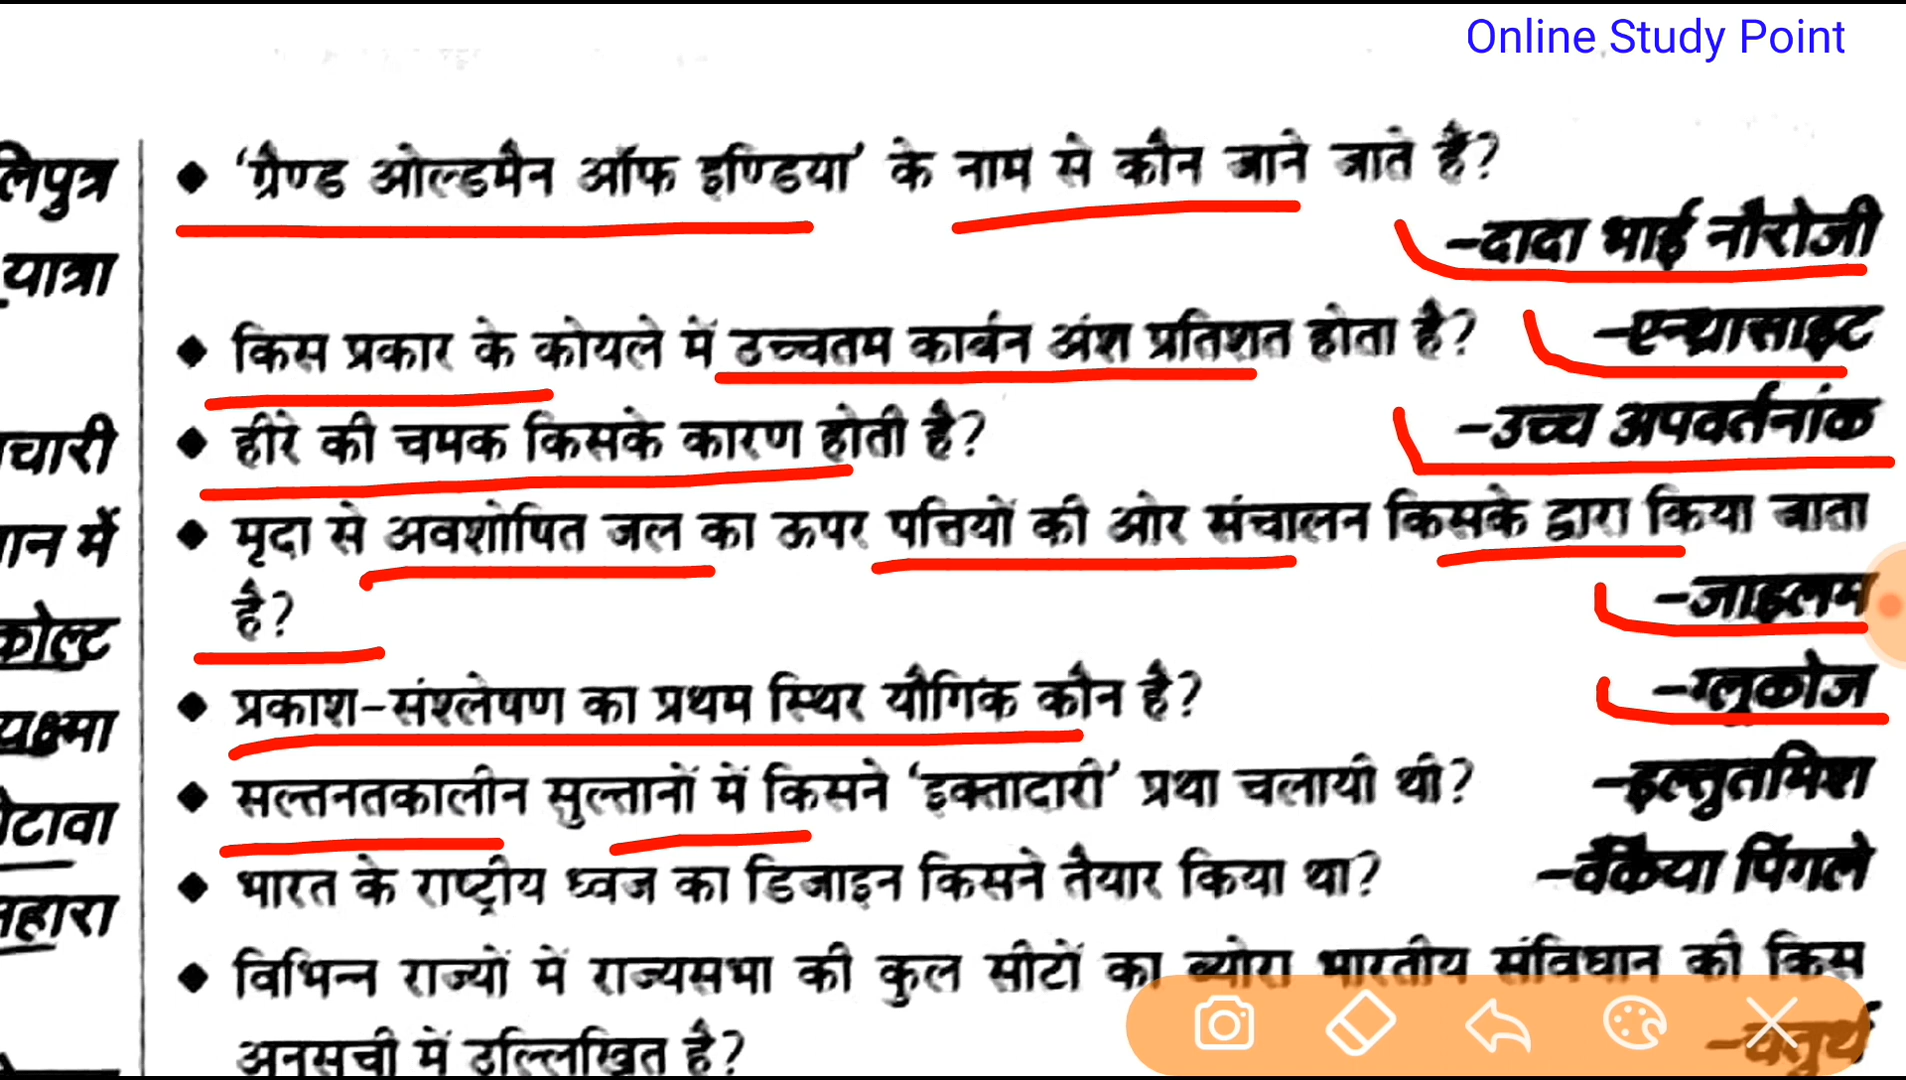 Online Study Point
लिपुत्र
यात्रा
चारी
ान में
कोल्ट
यक्ष्मा
ेटावा
हारा
◆ ‘ग्रैण्ड ओल्डमैन ऑफ इण्डिया’ के नाम से कौन जाने जाते हैं?
–दादा भाई नौरोजी
◆ किस प्रकार के कोयले में उच्चतम कार्बन अंश प्रतिशत होता है? –एन्थ्रासाइट
◆ हीरे की चमक किसके कारण होती है? –उच्च अपवर्तनांक
◆ मृदा से अवशोषित जल का ऊपर पत्तियों की ओर संचालन किसके द्वारा किया जाता
है? –जाइलम
◆ प्रकाश-संश्लेषण का प्रथम स्थिर यौगिक कौन है? –ग्लूकोज
◆ सल्तनतकालीन सुल्तानों में किसने ‘इक्तादारी’ प्रथा चलायी थी? –इल्तुतमिश
◆ भारत के राष्ट्रीय ध्वज का डिजाइन किसने तैयार किया था? –वेंकैया पिंगले
◆ विभिन्न राज्यों में राज्यसभा की कुल सीटों का ब्योरा भारतीय संविधान की किस
अनुसूची में उल्लिखित है? –चतुर्थ